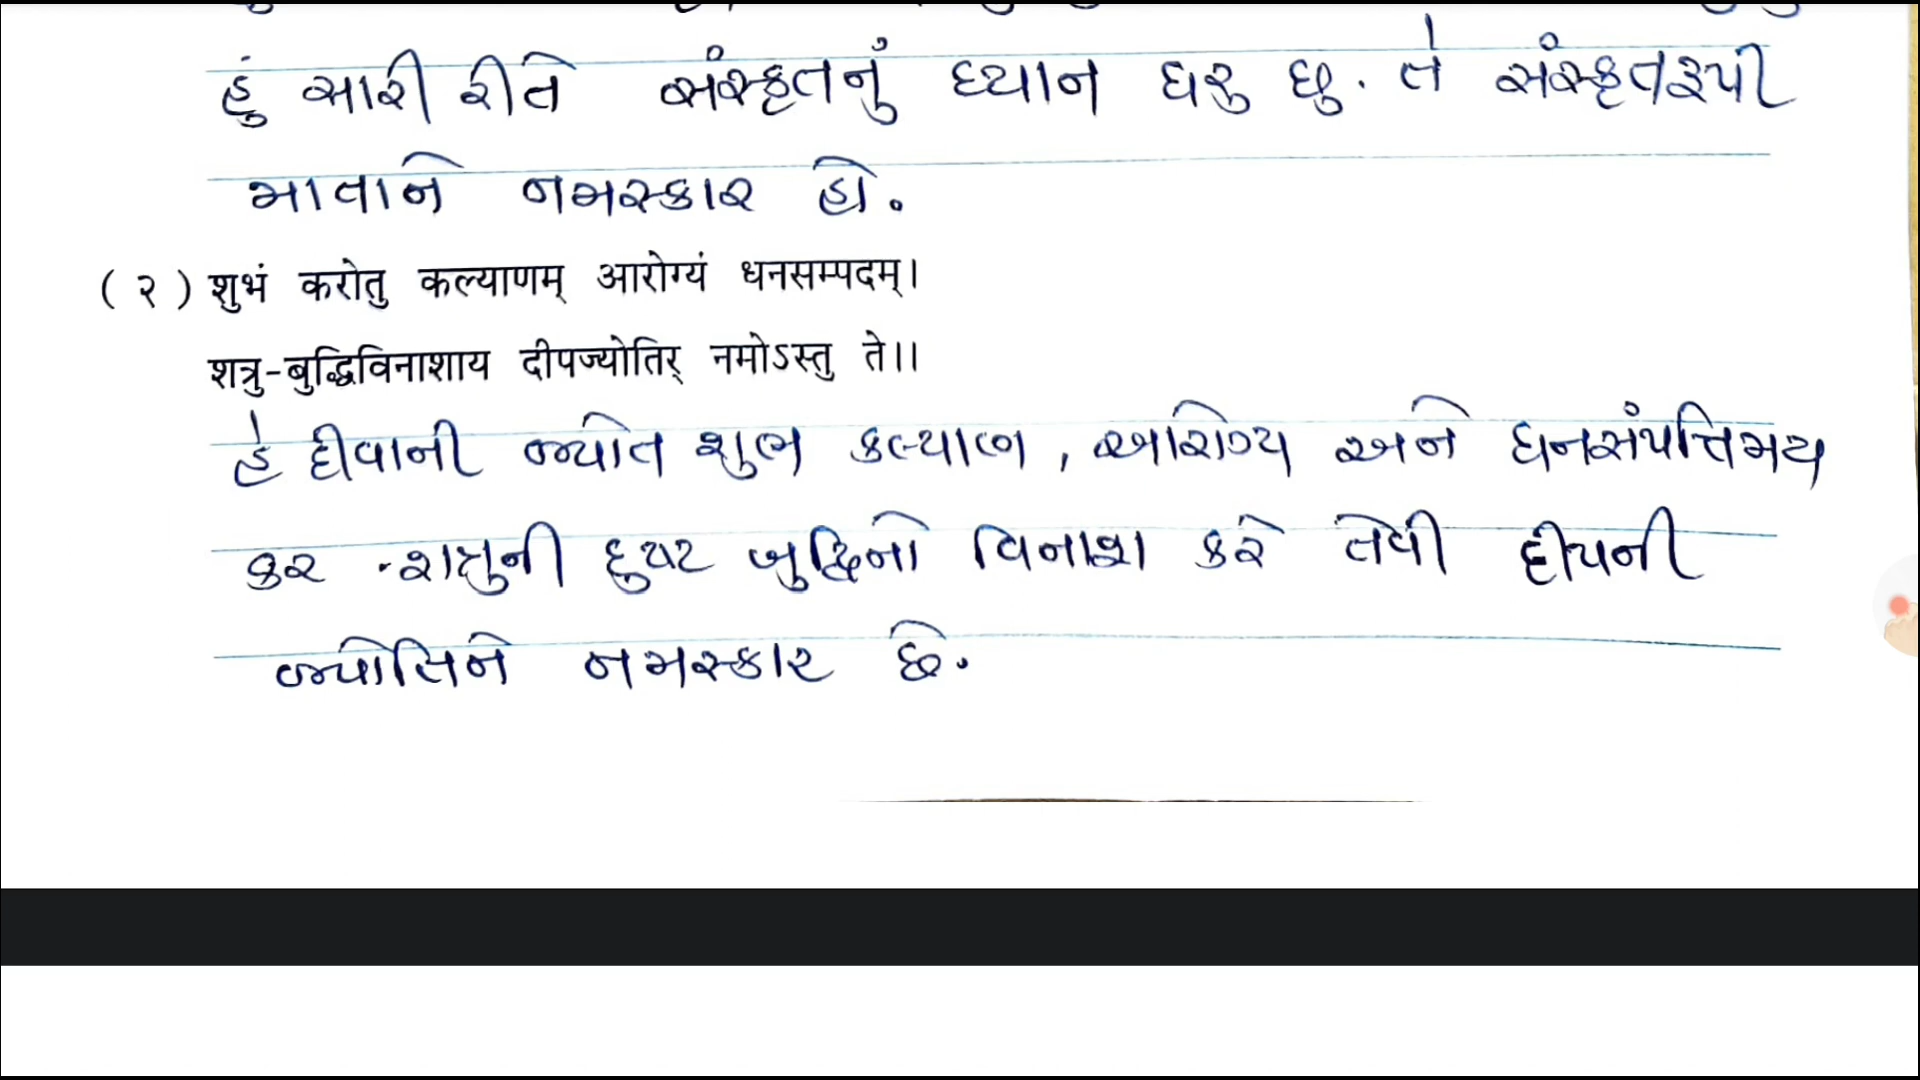 હું સારી રીતે સંસ્કૃતનું ધ્યાન ધરુ છુ. તે સંસ્કૃતરૂપી
માતાને નમસ્કાર હો.
( २ ) शुभं करोतु कल्याणम् आरोग्यं धनसम्पदम्।
शत्रु-बुद्धिविनाशाय दीपज्योतिर् नमोऽस्तु ते।।
હે દીવાની જ્યોત શુભ કલ્યાણ, આરોગ્ય અને ધનસંપત્તિમય
કર .શત્રુની દુષ્ટ બુદ્ધિનો વિનાશ કરે તેવી દીપની
જ્યોતિને નમસ્કાર છે.